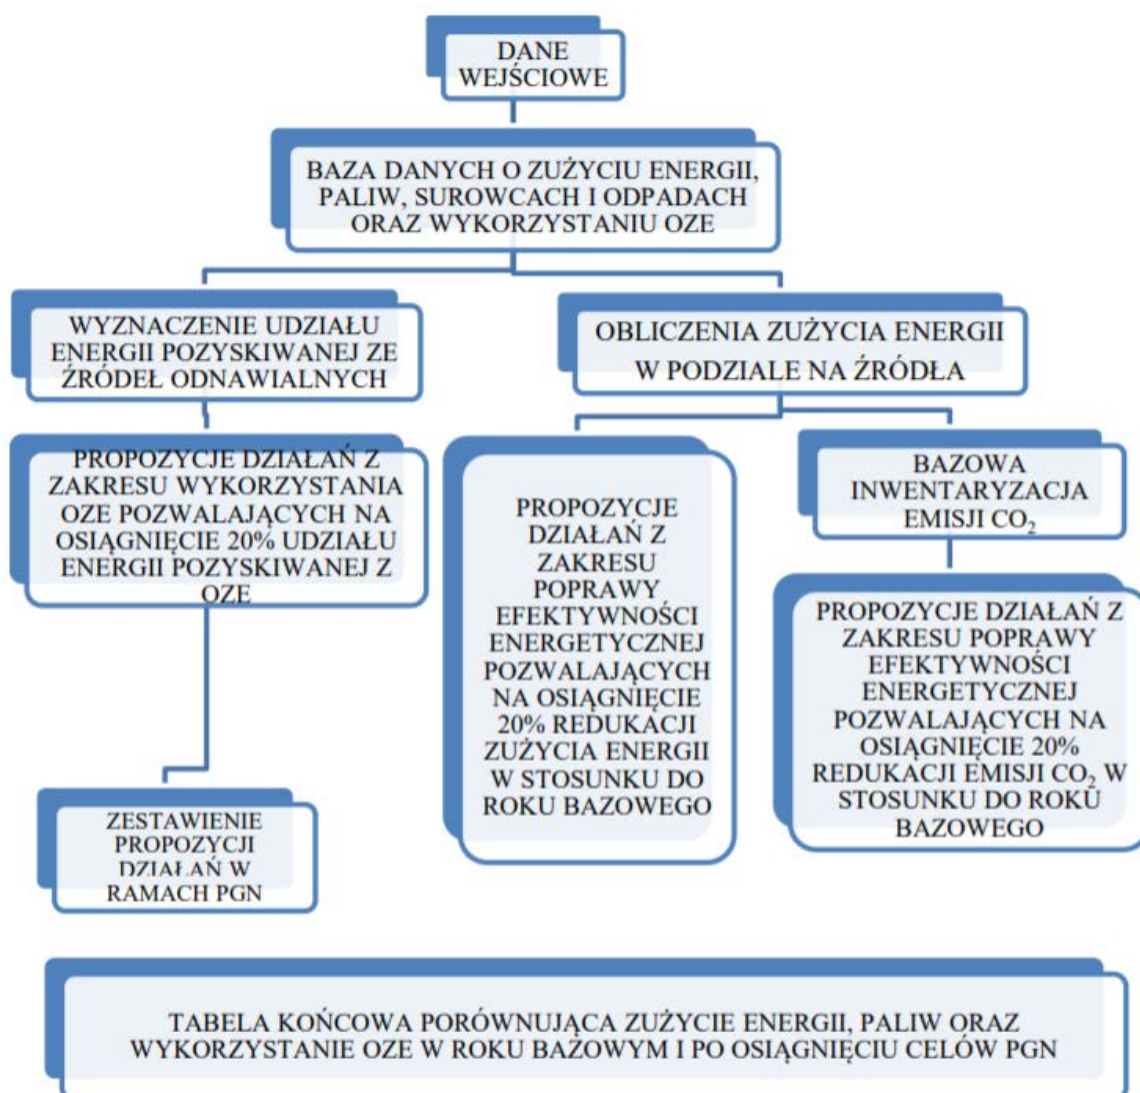 DANE
WEJŚCIOWE
BAZA DANYCH O ZUŻYCIU ENERGII,
PALIW, SUROWCACH I ODPADACH
ORAZ WYKORZYSTANIU OZE
WYZNACZENIE UDZIAŁU
ENERGII POZYSKIWANEJ ZE
ŹRÓDEŁ ODNAWIALNYCH
OBLICZENIA ZUŻYCIA ENERGII
W PODZIALE NA ŹRÓDŁA
PROPOZYCJE DZIAŁAŃ Z
ZAKRESU WYKORZYSTANIA
OZE POZWALAJĄCYCH NA
OSIĄGNIĘCIE 20% UDZIAŁU
ENERGII POZYSKIWANEJ Z
OZE
PROPOZYCJE
DZIAŁAŃ Z
ZAKRESU
POPRAWY
EFEKTYWNOŚCI
ENERGETYCZNEJ
POZWALAJĄCYCH
NA OSIĄGNIĘCIE
20% REDUKACJI
ZUŻYCIA ENERGII
W STOSUNKU DO
ROKU BAZOWEGO
BAZOWA
INWENTARYZACJA
EMISJI CO₂
PROPOZYCJE DZIAŁAŃ Z
ZAKRESU POPRAWY
EFEKTYWNOŚCI
ENERGETYCZNEJ
POZWALAJĄCYCH NA
OSIĄGNIĘCIE 20%
REDUKACJI EMISJI CO₂ W
STOSUNKU DO ROKU
BAZOWEGO
ZESTAWIENIE
PROPOZYCJI
DZIAŁAŃ W
RAMACH PGN
TABELA KOŃCOWA PORÓWNUJĄCA ZUŻYCIE ENERGII, PALIW ORAZ
WYKORZYSTANIE OZE W ROKU BAZOWYM I PO OSIĄGNIĘCIU CELÓW PGN